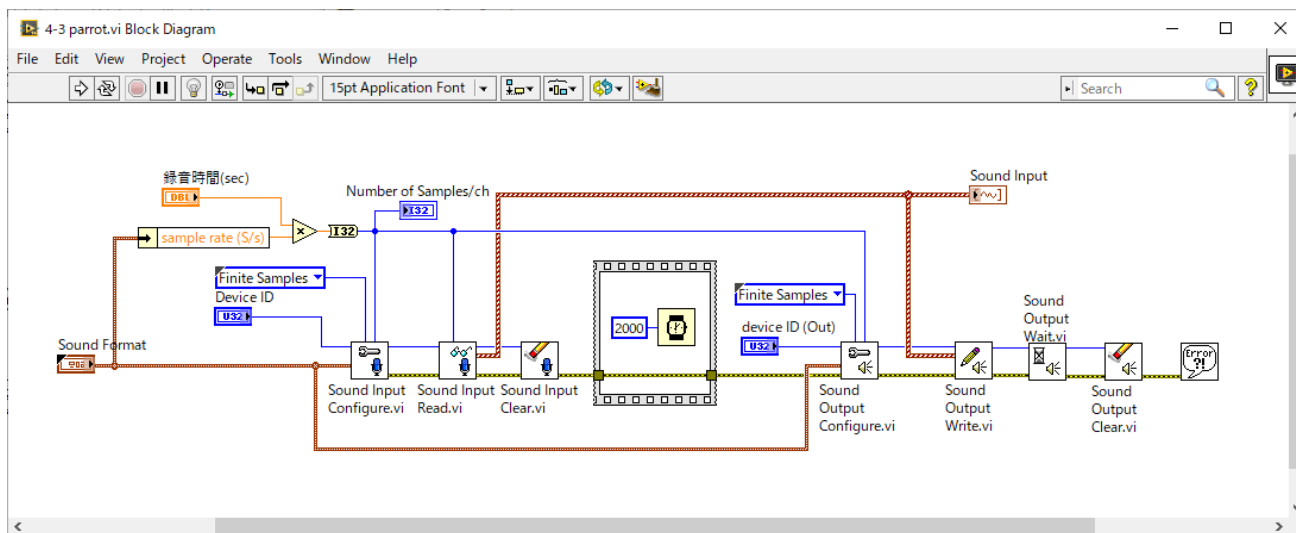 4-3 parrot.vi Block Diagram
File Edit View Project Operate Tools Window Help
15pt Application Font
Search
録音時間(sec)
DBL
Number of Samples/ch
I32
Sound Input
sample rate (S/s)
I32
Finite Samples
Device ID
U32
Sound Format
2000
Finite Samples
device ID (Out)
U32
Sound Input
Configure.vi
Sound Input
Read.vi
Sound Input
Clear.vi
Sound
Output
Configure.vi
Sound
Output
Write.vi
Sound
Output
Wait.vi
Sound
Output
Clear.vi
Error
?!